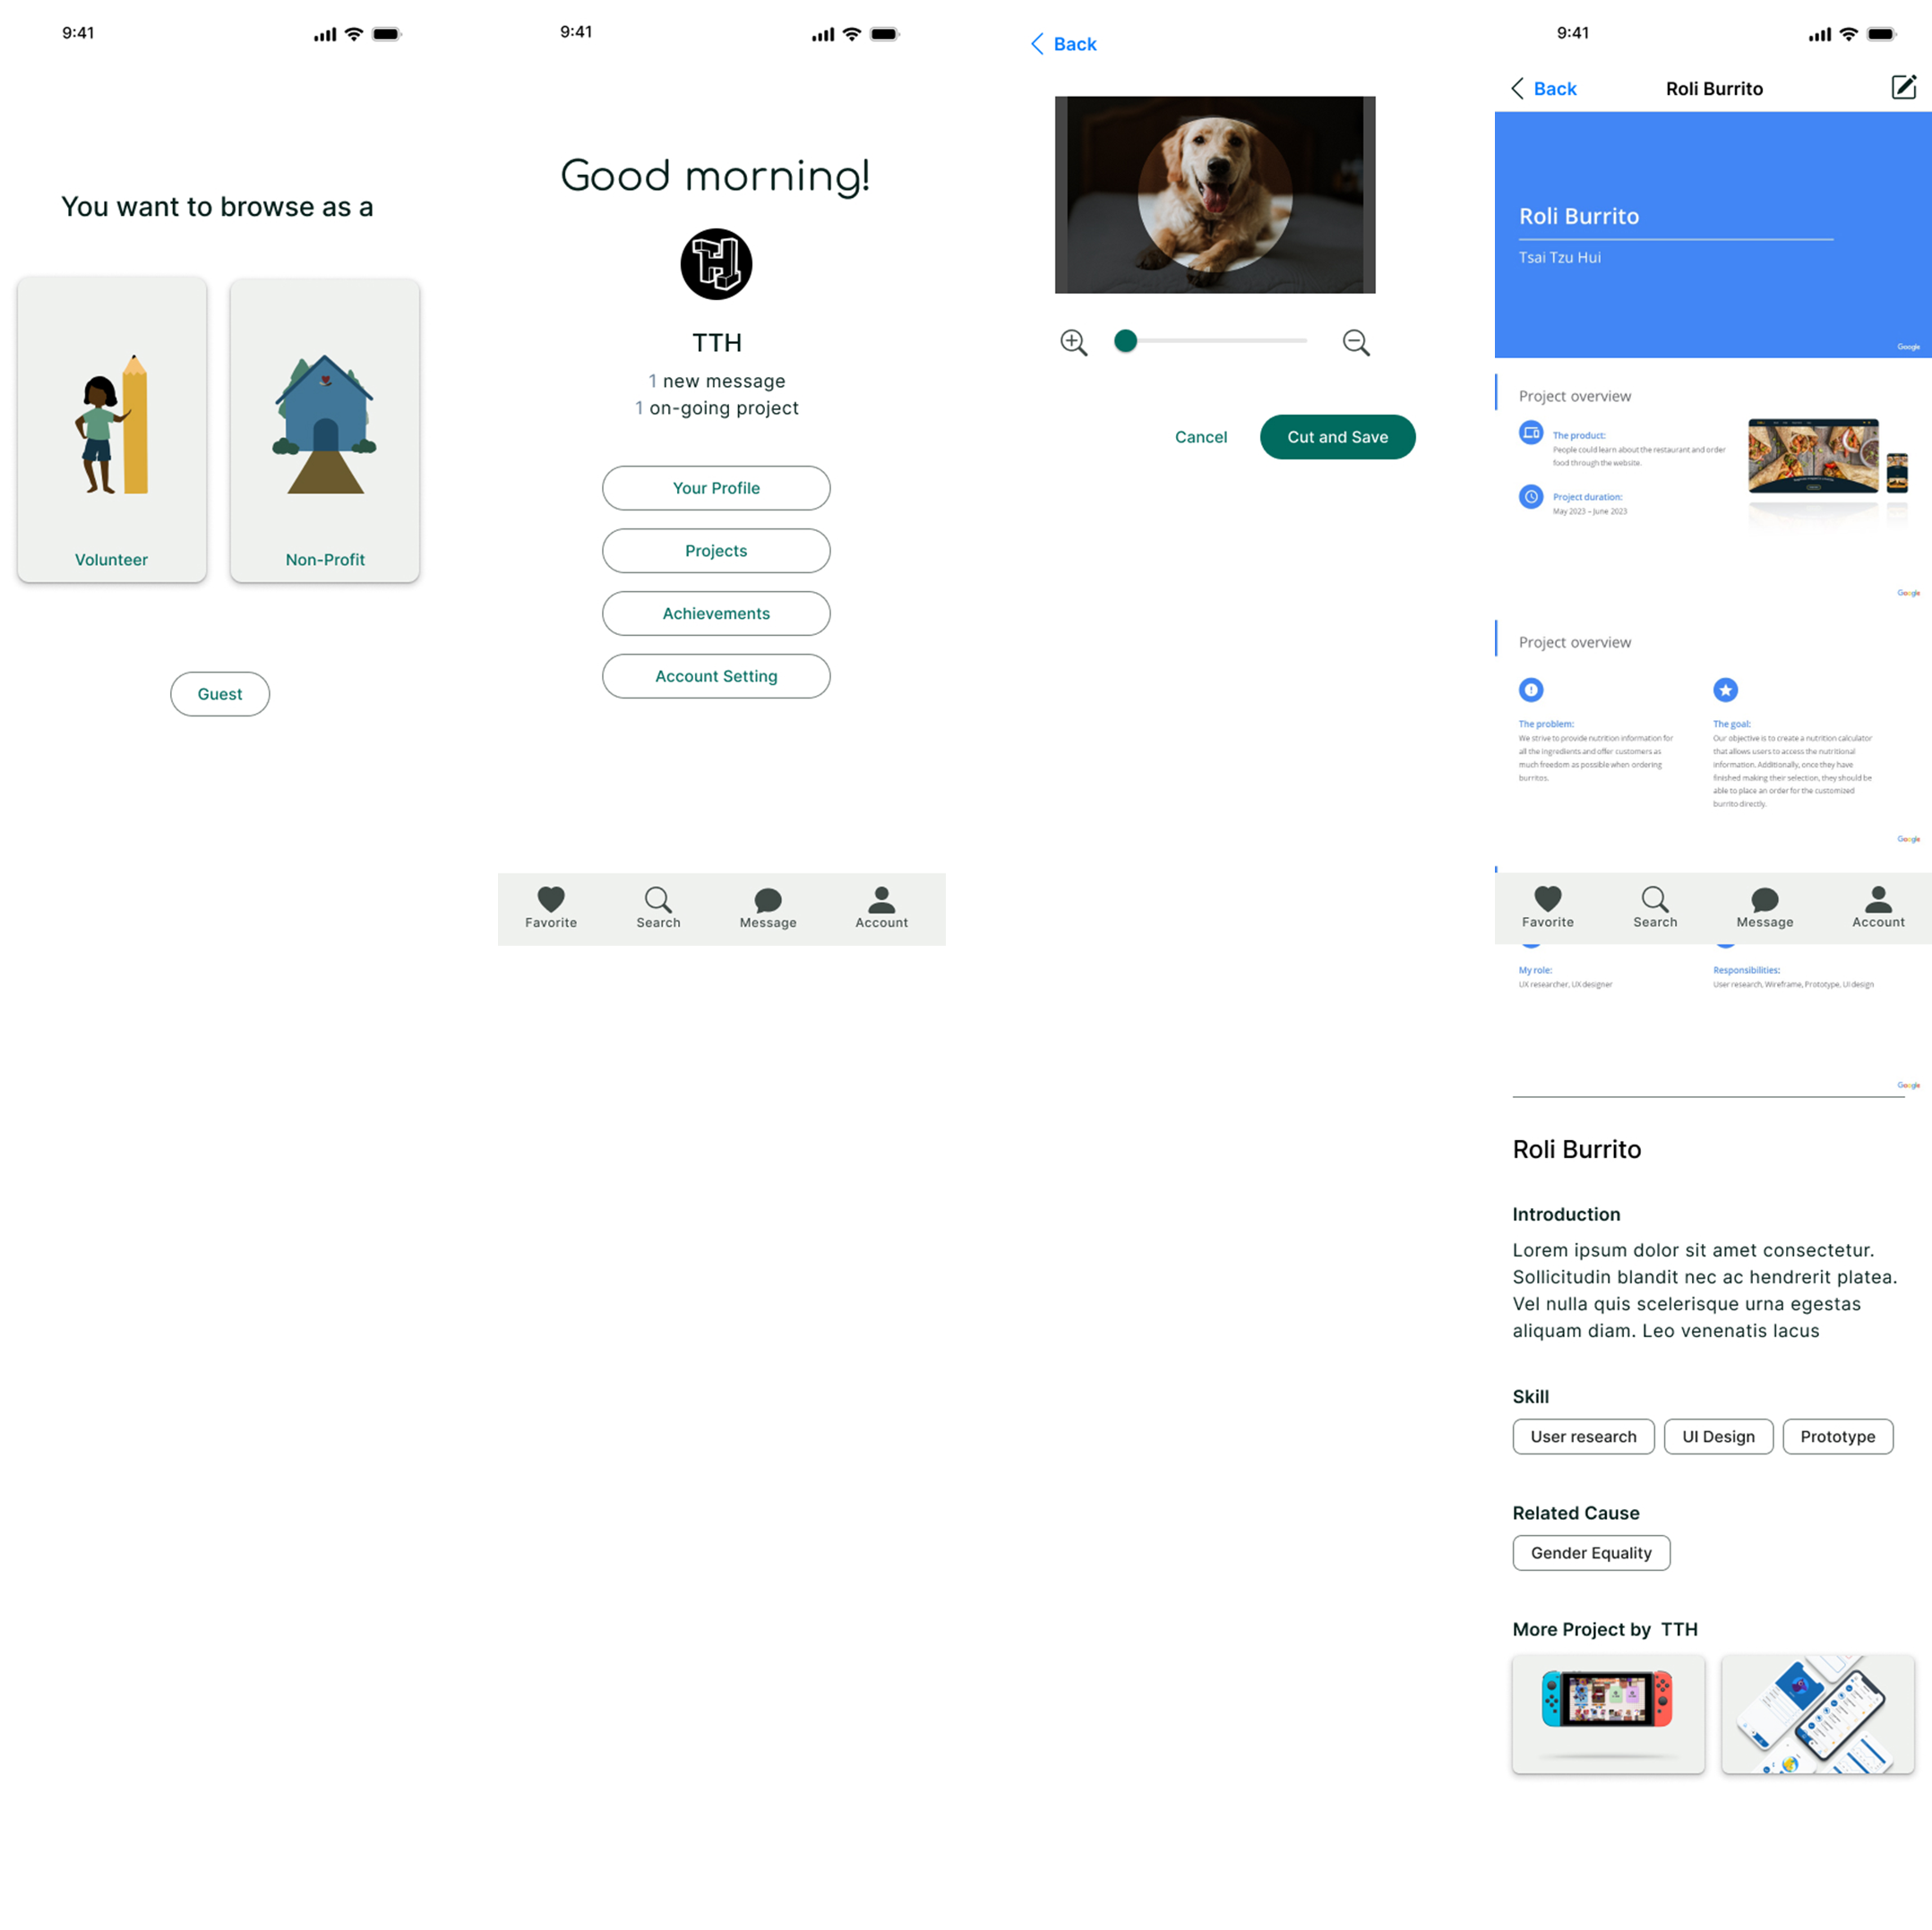 9:41
You want to browse as a
Volunteer
Non-Profit
Guest
9:41
Good morning!
TTH
1 new message
1 on-going project
Your Profile
Projects
Achievements
Account Setting
Favorite
Search
Message
Account
Back
Cancel
Cut and Save
9:41
Back
Roli Burrito
Roli Burrito
Tsai Tzu Hui
Google
Project overview
The product:
People could learn about the restaurant and order
food through the website.
Project duration:
May 2023 – June 2023
Google
Project overview
The problem:
We strive to provide nutrition information for
all the ingredients and offer customers as
much freedom as possible when ordering
burritos.
The goal:
Our objective is to create a nutrition calculator
that allows users to access the nutritional
information. Additionally, once they have
finished making their selection, they should be
able to place an order for the customized
burrito directly.
Google
Favorite
Search
Message
Account
My role:
UX researcher, UX designer
Responsibilities:
User research, Wireframe, Prototype, UI design
Google
Roli Burrito
Introduction
Lorem ipsum dolor sit amet consectetur.
Sollicitudin blandit nec ac hendrerit platea.
Vel nulla quis scelerisque urna egestas
aliquam diam. Leo venenatis lacus
Skill
User research
UI Design
Prototype
Related Cause
Gender Equality
More Project by TTH